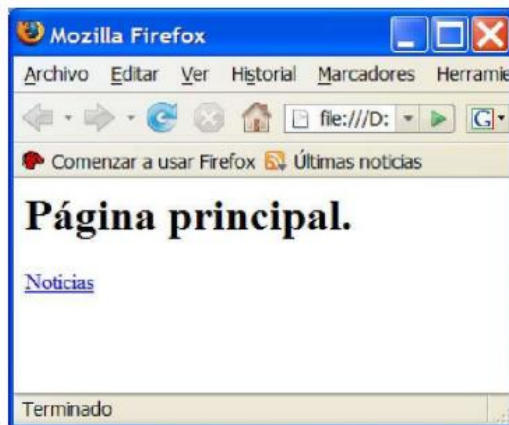 Mozilla Firefox
Archivo Editar Ver Historial Marcadores Herramie
file:///D: G
Comenzar a usar Firefox Últimas noticias
Página principal.
Noticias
Terminado